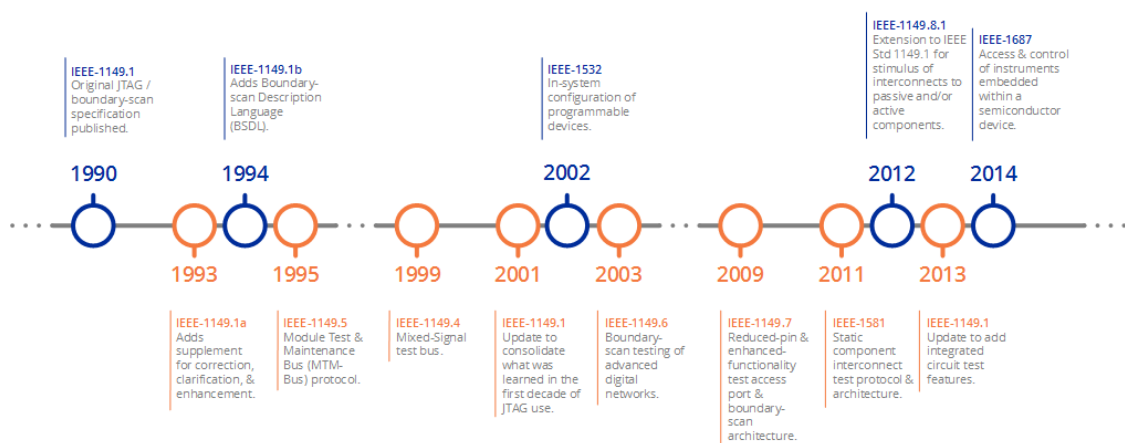 IEEE-1149.1
Original JTAG /
boundary-scan
specification
published.
IEEE-1149.1b
Adds Boundary-
scan Description
Language
(BSDL).
IEEE-1532
In-system
configuration of
programmable
devices.
IEEE-1149.8.1
Extension to IEEE
Std 1149.1 for
stimulus of
interconnects to
passive and/or
active
components.
IEEE-1687
Access & control
of instruments
embedded
within a
semiconductor
device.
1990
1994
2002
2012
2014
1993
1995
1999
2001
2003
2009
2011
2013
IEEE-1149.1a
Adds
supplement
for correction,
clarification, &
enhancement.
IEEE-1149.5
Module Test &
Maintenance
Bus (MTM-
Bus) protocol.
IEEE-1149.4
Mixed-Signal
test bus.
IEEE-1149.1
Update to
consolidate
what was
learned in the
first decade of
JTAG use.
IEEE-1149.6
Boundary-
scan testing of
advanced
digital
networks.
IEEE-1149.7
Reduced-pin &
enhanced-
functionality
test access
port &
boundary-
scan
architecture.
IEEE-1581
Static
component
interconnect
test protocol &
architecture.
IEEE-1149.1
Update to add
integrated
circuit test
features.